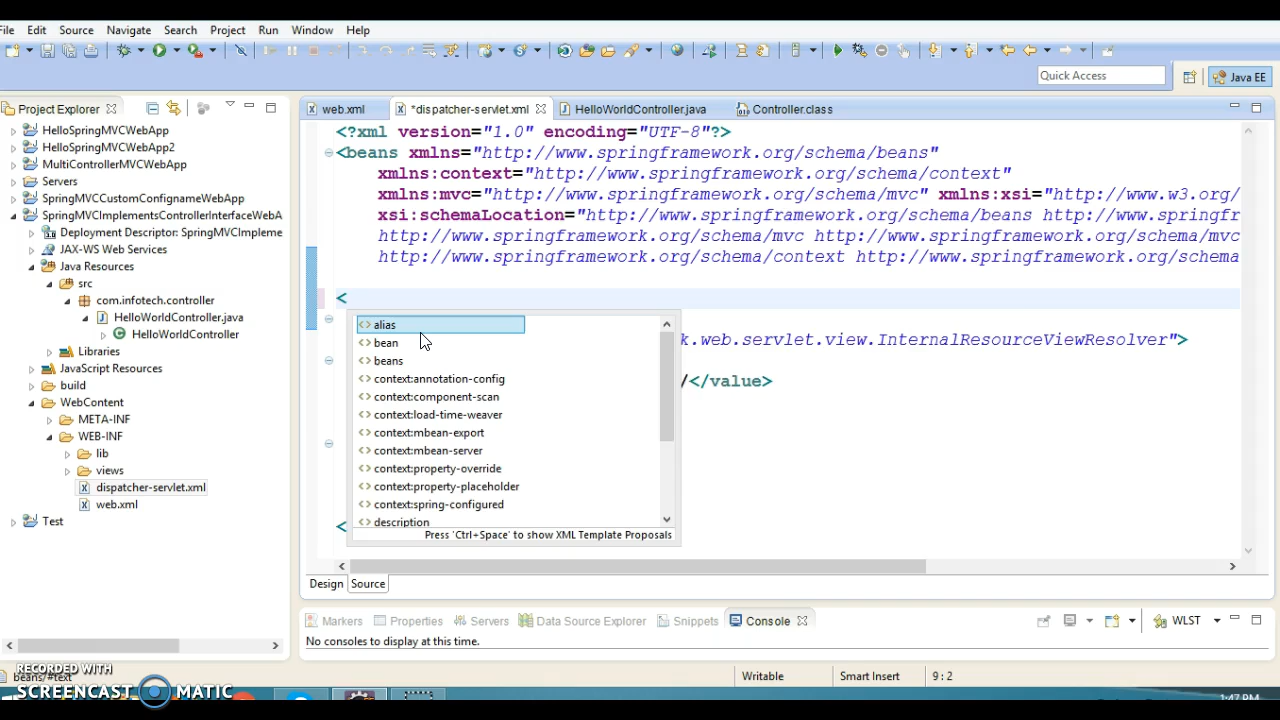 File Edit Source Navigate Search Project Run Window Help
Quick Access
Java EE
Project Explorer
HelloSpringMVCWebApp
HelloSpringMVCWebApp2
MultiControllerMVCWebApp
Servers
SpringMVCCustomConfignameWebApp
SpringMVCImplementsControllerInterfaceWebA
Deployment Descriptor: SpringMVCImpleme
JAX-WS Web Services
Java Resources
src
com.infotech.controller
HelloWorldController.java
HelloWorldController
Libraries
JavaScript Resources
build
WebContent
META-INF
WEB-INF
lib
views
dispatcher-servlet.xml
web.xml
Test
web.xml *dispatcher-servlet.xml HelloWorldController.java Controller.class
<?xml version="1.0" encoding="UTF-8"?>
<beans xmlns="http://www.springframework.org/schema/beans"
xmlns:context="http://www.springframework.org/schema/context"
xmlns:mvc="http://www.springframework.org/schema/mvc" xmlns:xsi="http://www.w3.org/
xsi:schemaLocation="http://www.springframework.org/schema/beans http://www.springfr
http://www.springframework.org/schema/mvc http://www.springframework.org/schema/mvc
http://www.springframework.org/schema/context http://www.springframework.org/schema
<
k.web.servlet.view.InternalResourceViewResolver">
/</value>
<
alias
bean
beans
context:annotation-config
context:component-scan
context:load-time-weaver
context:mbean-export
context:mbean-server
context:property-override
context:property-placeholder
context:spring-configured
description
Press 'Ctrl+Space' to show XML Template Proposals
Design Source
Markers Properties Servers Data Source Explorer Snippets Console
WLST
No consoles to display at this time.
beans/#text
Writable Smart Insert 9 : 2
RECORDED WITH
SCREENCAST MATIC
1:47 PM